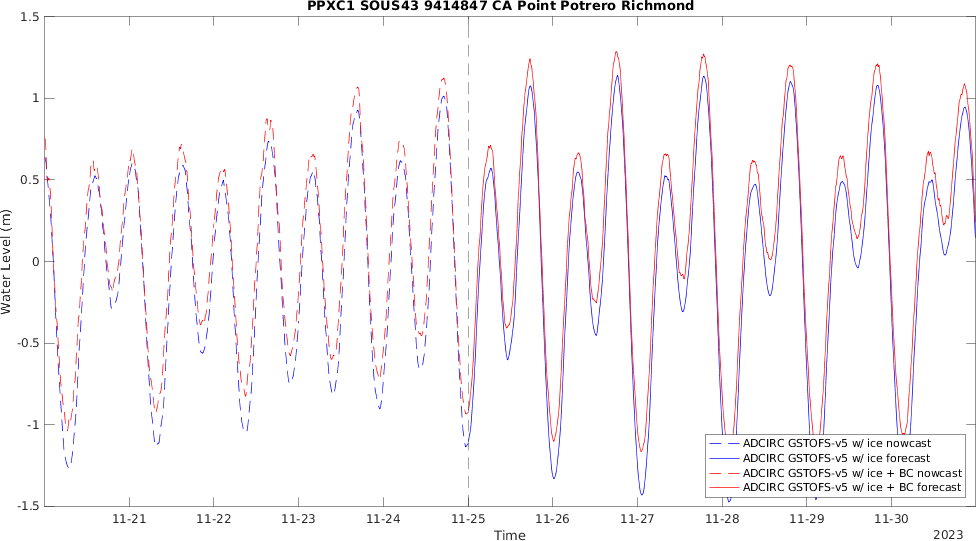 PPXC1 SOUS43 9414847 CA Point Potrero Richmond
1.5
1
0.5
0
-0.5
-1
-1.5
Water Level (m)
ADCIRC GSTOFS-v5 w/ ice nowcast
ADCIRC GSTOFS-v5 w/ ice forecast
ADCIRC GSTOFS-v5 w/ ice + BC nowcast
ADCIRC GSTOFS-v5 w/ ice + BC forecast
11-21 11-22 11-23 11-24 11-25 11-26 11-27 11-28 11-29 11-30
Time
2023